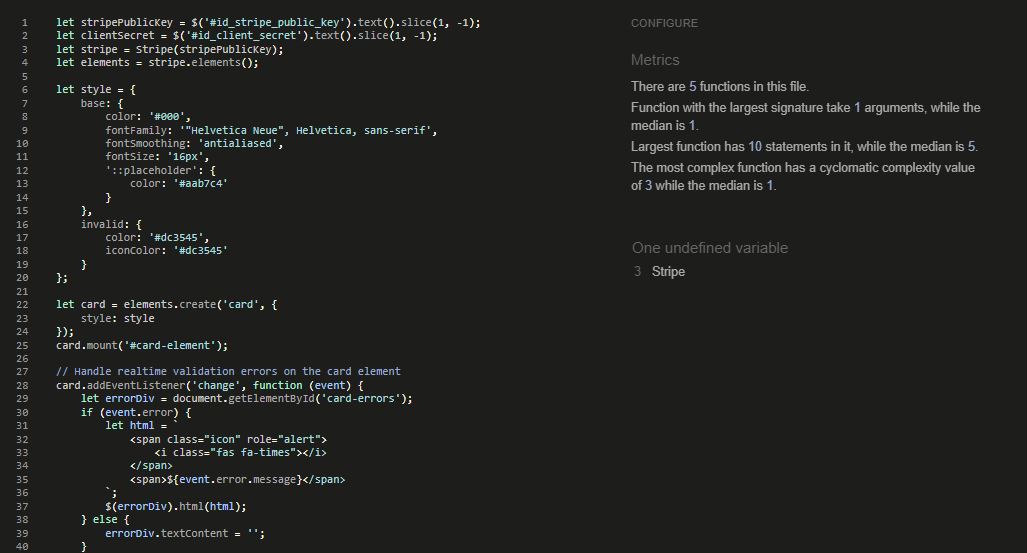 1 let stripePublicKey = $('#id_stripe_public_key').text().slice(1, -1);
2 let clientSecret = $('#id_client_secret').text().slice(1, -1);
3 let stripe = Stripe(stripePublicKey);
4 let elements = stripe.elements();
5
6 let style = {
7 base: {
8 color: '#000',
9 fontFamily: '"Helvetica Neue", Helvetica, sans-serif',
10 fontSmoothing: 'antialiased',
11 fontSize: '16px',
12 '::placeholder': {
13 color: '#aab7c4'
14 }
15 },
16 invalid: {
17 color: '#dc3545',
18 iconColor: '#dc3545'
19 }
20 };
21
22 let card = elements.create('card', {
23 style: style
24 });
25 card.mount('#card-element');
26
27 // Handle realtime validation errors on the card element
28 card.addEventListener('change', function (event) {
29 let errorDiv = document.getElementById('card-errors');
30 if (event.error) {
31 let html = `
32 <span class="icon" role="alert">
33 <i class="fas fa-times"></i>
34 </span>
35 <span>${event.error.message}</span>
36 `;
37 $(errorDiv).html(html);
38 } else {
39 errorDiv.textContent = '';
40 }
CONFIGURE
Metrics
There are 5 functions in this file.
Function with the largest signature take 1 arguments, while the
median is 1.
Largest function has 10 statements in it, while the median is 5.
The most complex function has a cyclomatic complexity value
of 3 while the median is 1.
One undefined variable
3 Stripe